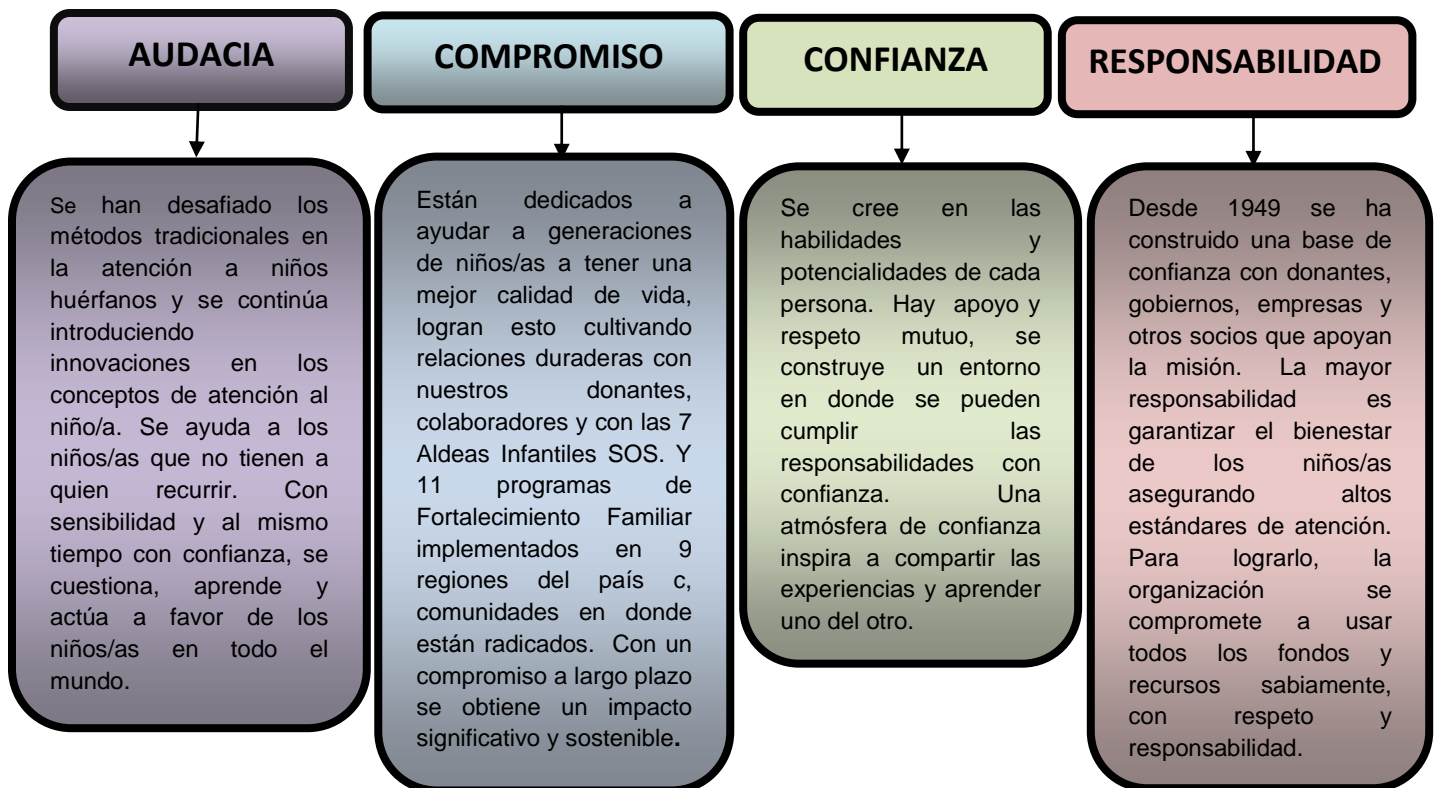 AUDACIA
Se han desafiado los
métodos tradicionales en
la atención a niños
huérfanos y se continúa
introduciendo
innovaciones en los
conceptos de atención al
niño/a. Se ayuda a los
niños/as que no tienen a
quien recurrir. Con
sensibilidad y al mismo
tiempo con confianza, se
cuestiona, aprende y
actúa a favor de los
niños/as en todo el
mundo.
COMPROMISO
Están dedicados a
ayudar a generaciones
de niños/as a tener una
mejor calidad de vida,
logran esto cultivando
relaciones duraderas con
nuestros donantes,
colaboradores y con las 7
Aldeas Infantiles SOS. Y
11 programas de
Fortalecimiento Familiar
implementados en 9
regiones del país c,
comunidades en donde
están radicados. Con un
compromiso a largo plazo
se obtiene un impacto
significativo y sostenible.
CONFIANZA
Se cree en las
habilidades y
potencialidades de cada
persona. Hay apoyo y
respeto mutuo, se
construye un entorno
en donde se pueden
cumplir las
responsabilidades con
confianza. Una
atmósfera de confianza
inspira a compartir las
experiencias y aprender
uno del otro.
RESPONSABILIDAD
Desde 1949 se ha
construido una base de
confianza con donantes,
gobiernos, empresas y
otros socios que apoyan
la misión. La mayor
responsabilidad es
garantizar el bienestar
de los niños/as
asegurando altos
estándares de atención.
Para lograrlo, la
organización se
compromete a usar
todos los fondos y
recursos sabiamente,
con respeto y
responsabilidad.